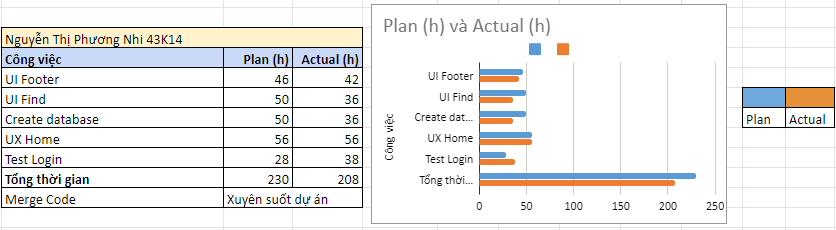 Nguyễn Thị Phương Nhi 43K14
Công việc Plan (h) Actual (h)
UI Footer 46 42
UI Find 50 36
Create database 50 36
UX Home 56 56
Test Login 28 38
Tổng thời gian 230 208
Merge Code Xuyên suốt dự án
Plan (h) và Actual (h)
Công việc
UI Footer
UI Find
Create dat...
UX Home
Test Login
Tổng thời...
0 50 100 150 200 250
Plan Actual